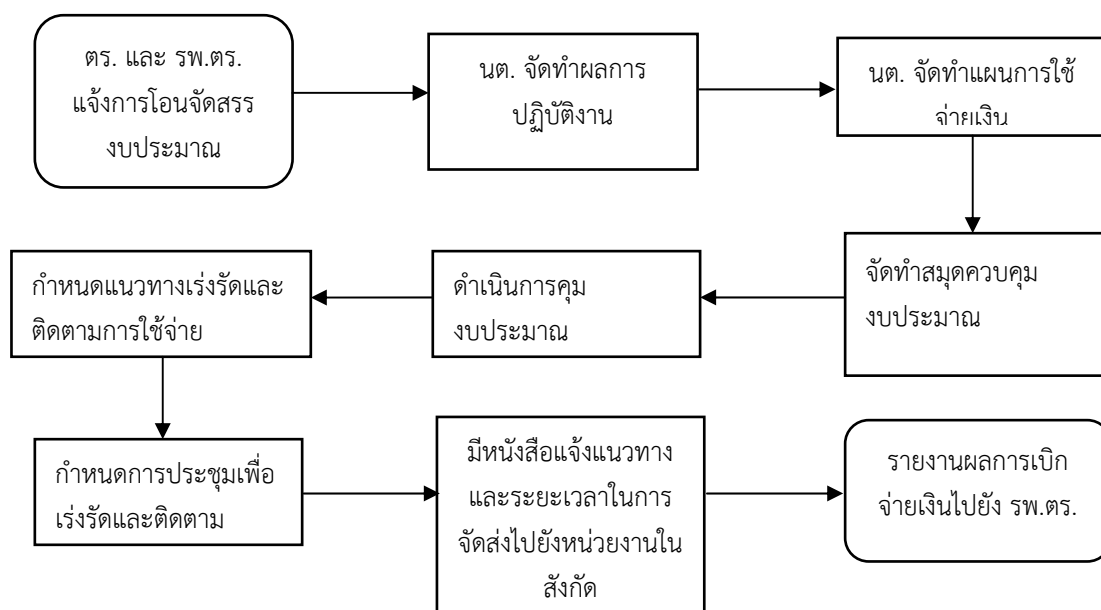 ตร. และ รพ.ตร.
แจ้งการโอนจัดสรร
งบประมาณ
นต. จัดทำผลการ
ปฏิบัติงาน
นต. จัดทำแผนการใช้
จ่ายเงิน
จัดทำสมุดควบคุม
งบประมาณ
ดำเนินการคุม
งบประมาณ
กำหนดแนวทางเร่งรัดและ
ติดตามการใช้จ่าย
กำหนดการประชุมเพื่อ
เร่งรัดและติดตาม
มีหนังสือแจ้งแนวทาง
และระยะเวลาในการ
จัดส่งไปยังหน่วยงานใน
สังกัด
รายงานผลการเบิก
จ่ายเงินไปยัง รพ.ตร.